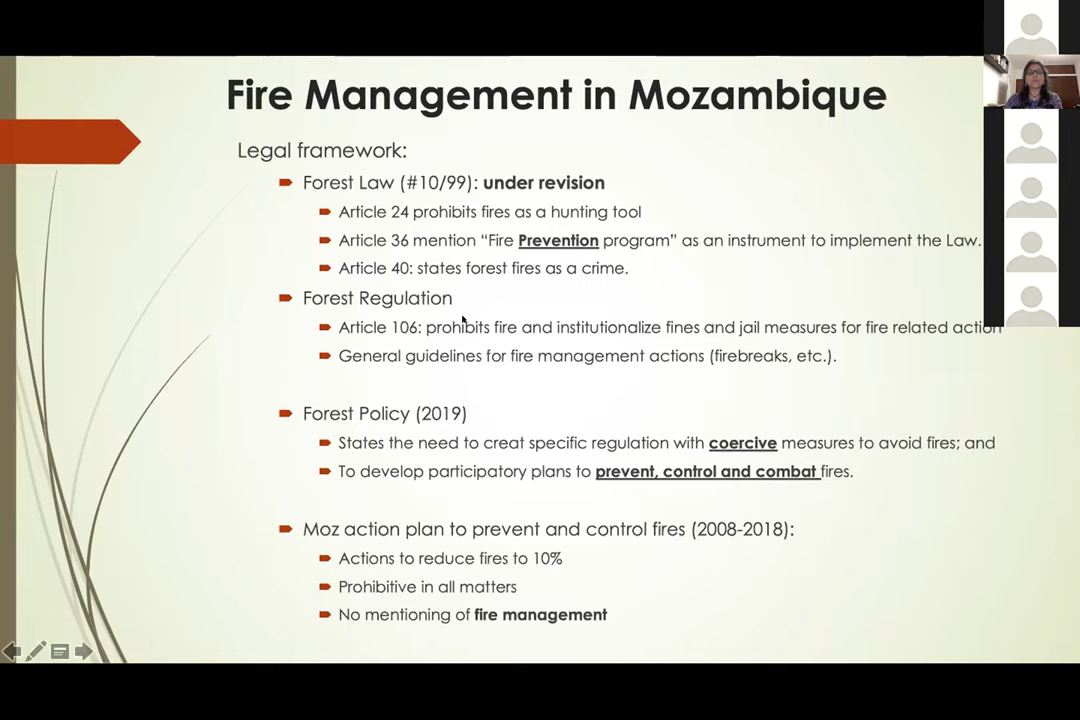 Fire Management in Mozambique
Legal framework:
Forest Law (#10/99): under revision
Article 24 prohibits fires as a hunting tool
Article 36 mention “Fire Prevention program” as an instrument to implement the Law.
Article 40: states forest fires as a crime.
Forest Regulation
Article 106: prohibits fire and institutionalize fines and jail measures for fire related action
General guidelines for fire management actions (firebreaks, etc.).
Forest Policy (2019)
States the need to creat specific regulation with coercive measures to avoid fires; and
To develop participatory plans to prevent, control and combat fires.
Moz action plan to prevent and control fires (2008-2018):
Actions to reduce fires to 10%
Prohibitive in all matters
No mentioning of fire management